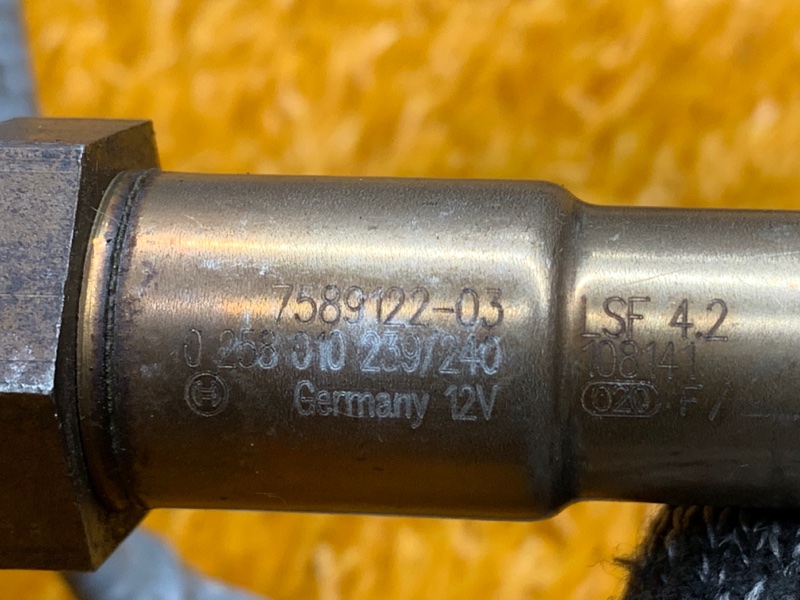 7589122-03
0 258 010 239/240
Germany 12V
LSF 4.2
108141
020 F